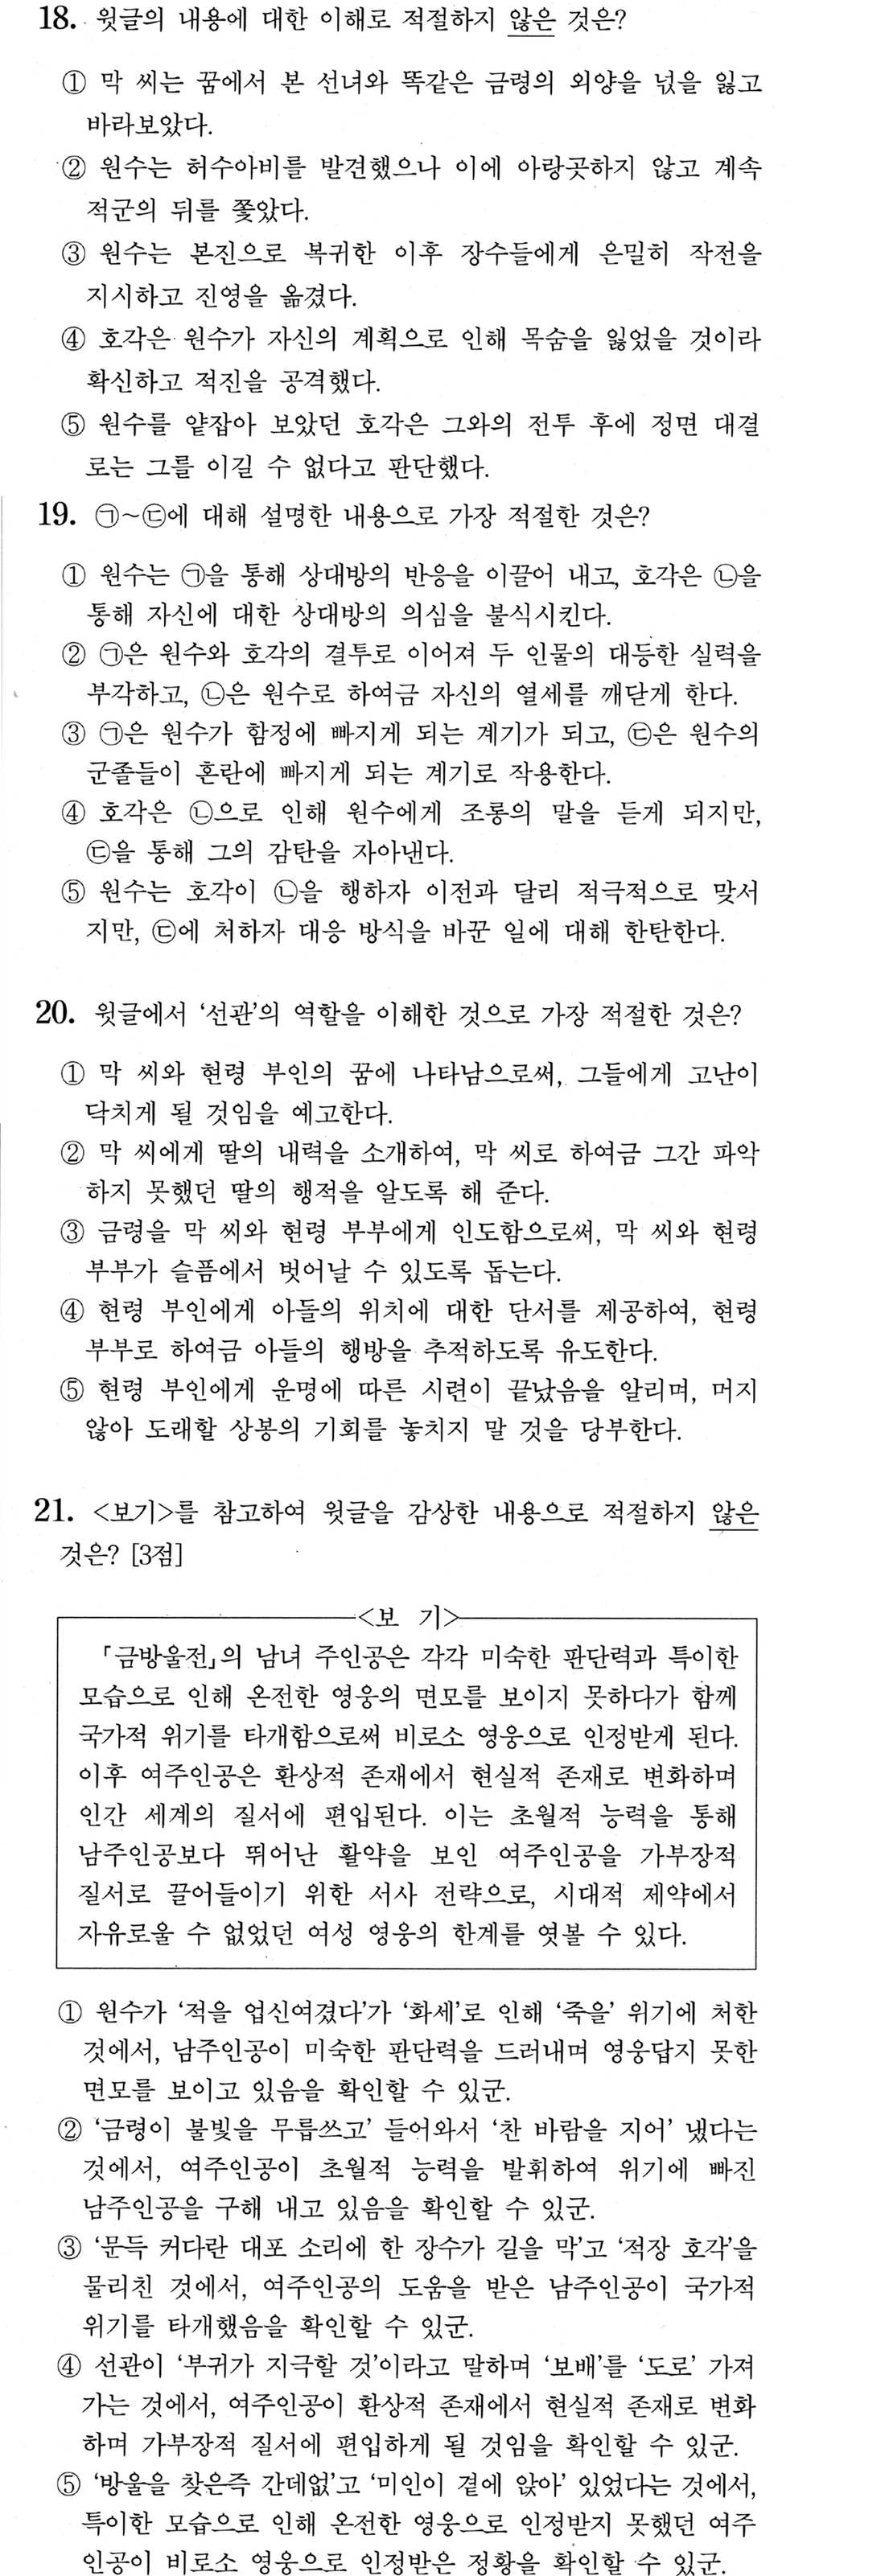 18. 윗글의 내용에 대한 이해로 적절하지 않은 것은?
① 막 씨는 꿈에서 본 선녀와 똑같은 금령의 외양을 넋을 잃고
바라보았다.
② 원수는 허수아비를 발견했으나 이에 아랑곳하지 않고 계속
적군의 뒤를 쫓았다.
③ 원수는 본진으로 복귀한 이후 장수들에게 은밀히 작전을
지시하고 진영을 옮겼다.
④ 호각은 원수가 자신의 계획으로 인해 목숨을 잃었을 것이라
확신하고 적진을 공격했다.
⑤ 원수를 얕잡아 보았던 호각은 그와의 전투 후에 정면 대결
로는 그를 이길 수 없다고 판단했다.
19. ㉠~㉢에 대해 설명한 내용으로 가장 적절한 것은?
① 원수는 ㉠을 통해 상대방의 반응을 이끌어 내고, 호각은 ㉡을
통해 자신에 대한 상대방의 의심을 불식시킨다.
② ㉠은 원수와 호각의 결투로 이어져 두 인물의 대등한 실력을
부각하고, ㉡은 원수로 하여금 자신의 열세를 깨닫게 한다.
③ ㉠은 원수가 함정에 빠지게 되는 계기가 되고, ㉢은 원수의
군졸들이 혼란에 빠지게 되는 계기로 작용한다.
④ 호각은 ㉡으로 인해 원수에게 조롱의 말을 듣게 되지만,
㉢을 통해 그의 감탄을 자아낸다.
⑤ 원수는 호각이 ㉡을 행하자 이전과 달리 적극적으로 맞서
지만, ㉢에 처하자 대응 방식을 바꾼 일에 대해 한탄한다.
20. 윗글에서 ‘선관’의 역할을 이해한 것으로 가장 적절한 것은?
① 막 씨와 현령 부인의 꿈에 나타남으로써, 그들에게 고난이
닥치게 될 것임을 예고한다.
② 막 씨에게 딸의 내력을 소개하여, 막 씨로 하여금 그간 파악
하지 못했던 딸의 행적을 알도록 해 준다.
③ 금령을 막 씨와 현령 부부에게 인도함으로써, 막 씨와 현령
부부가 슬픔에서 벗어날 수 있도록 돕는다.
④ 현령 부인에게 아들의 위치에 대한 단서를 제공하여, 현령
부부로 하여금 아들의 행방을 추적하도록 유도한다.
⑤ 현령 부인에게 운명에 따른 시련이 끝났음을 알리며, 머지
않아 도래할 상봉의 기회를 놓치지 말 것을 당부한다.
21. <보기>를 참고하여 윗글을 감상한 내용으로 적절하지 않은
것은? [3점]
<보 기>
「금방울전」의 남녀 주인공은 각각 미숙한 판단력과 특이한
모습으로 인해 온전한 영웅의 면모를 보이지 못하다가 함께
국가적 위기를 타개함으로써 비로소 영웅으로 인정받게 된다.
이후 여주인공은 환상적 존재에서 현실적 존재로 변화하며
인간 세계의 질서에 편입된다. 이는 초월적 능력을 통해
남주인공보다 뛰어난 활약을 보인 여주인공을 가부장적
질서로 끌어들이기 위한 서사 전략으로, 시대적 제약에서
자유로울 수 없었던 여성 영웅의 한계를 엿볼 수 있다.
① 원수가 ‘적을 업신여겼다’가 ‘화세’로 인해 ‘죽을’ 위기에 처한
것에서, 남주인공이 미숙한 판단력을 드러내며 영웅답지 못한
면모를 보이고 있음을 확인할 수 있군.
② ‘금령이 불빛을 무릅쓰고’ 들어와서 ‘찬 바람을 지어’ 냈다는
것에서, 여주인공이 초월적 능력을 발휘하여 위기에 빠진
남주인공을 구해 내고 있음을 확인할 수 있군.
③ ‘문득 커다란 대포 소리에 한 장수가 길을 막’고 ‘적장 호각’을
물리친 것에서, 여주인공의 도움을 받은 남주인공이 국가적
위기를 타개했음을 확인할 수 있군.
④ 선관이 ‘부귀가 지극할 것’이라고 말하며 ‘보배’를 ‘도로’ 가져
가는 것에서, 여주인공이 환상적 존재에서 현실적 존재로 변화
하며 가부장적 질서에 편입하게 될 것임을 확인할 수 있군.
⑤ ‘방울을 찾은즉 간데없’고 ‘미인이 곁에 앉아’ 있었다는 것에서,
특이한 모습으로 인해 온전한 영웅으로 인정받지 못했던 여주
인공이 비로소 영웅으로 인정받은 정황을 확인할 수 있군.